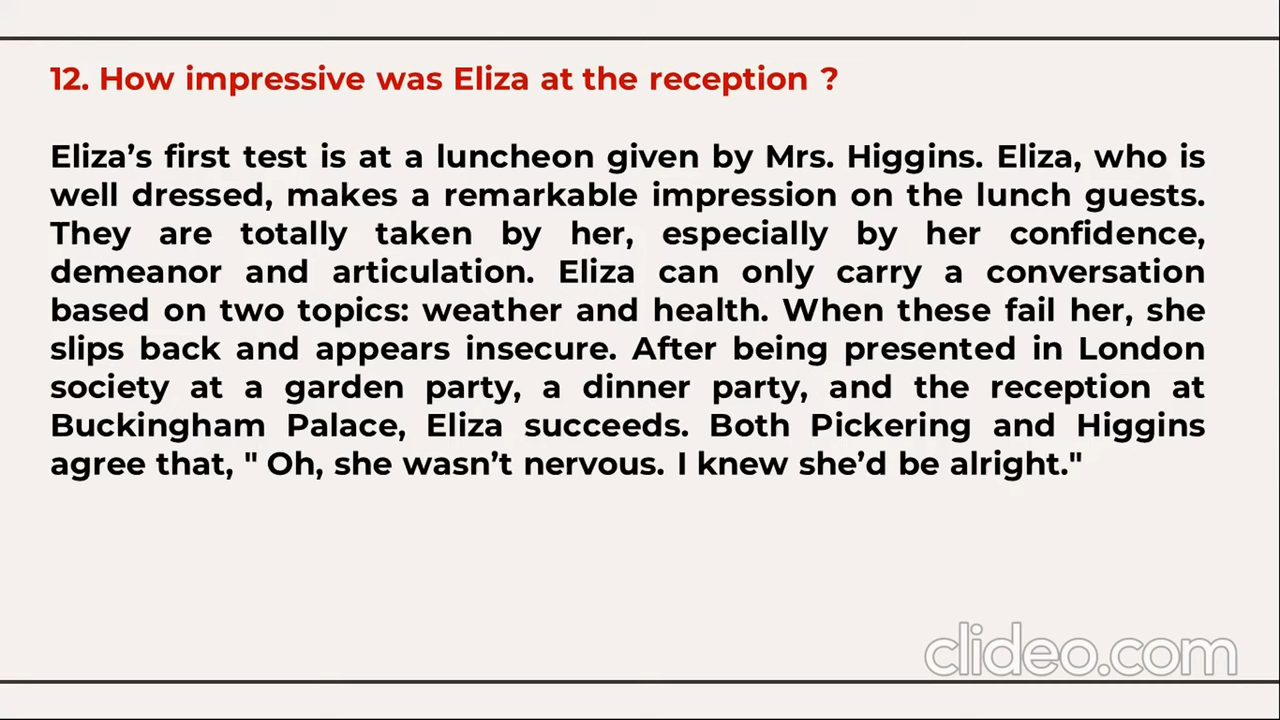 12. How impressive was Eliza at the reception ?
Eliza’s first test is at a luncheon given by Mrs. Higgins. Eliza, who is
well dressed, makes a remarkable impression on the lunch guests.
They are totally taken by her, especially by her confidence,
demeanor and articulation. Eliza can only carry a conversation
based on two topics: weather and health. When these fail her, she
slips back and appears insecure. After being presented in London
society at a garden party, a dinner party, and the reception at
Buckingham Palace, Eliza succeeds. Both Pickering and Higgins
agree that, " Oh, she wasn’t nervous. I knew she’d be alright."
clideo.com